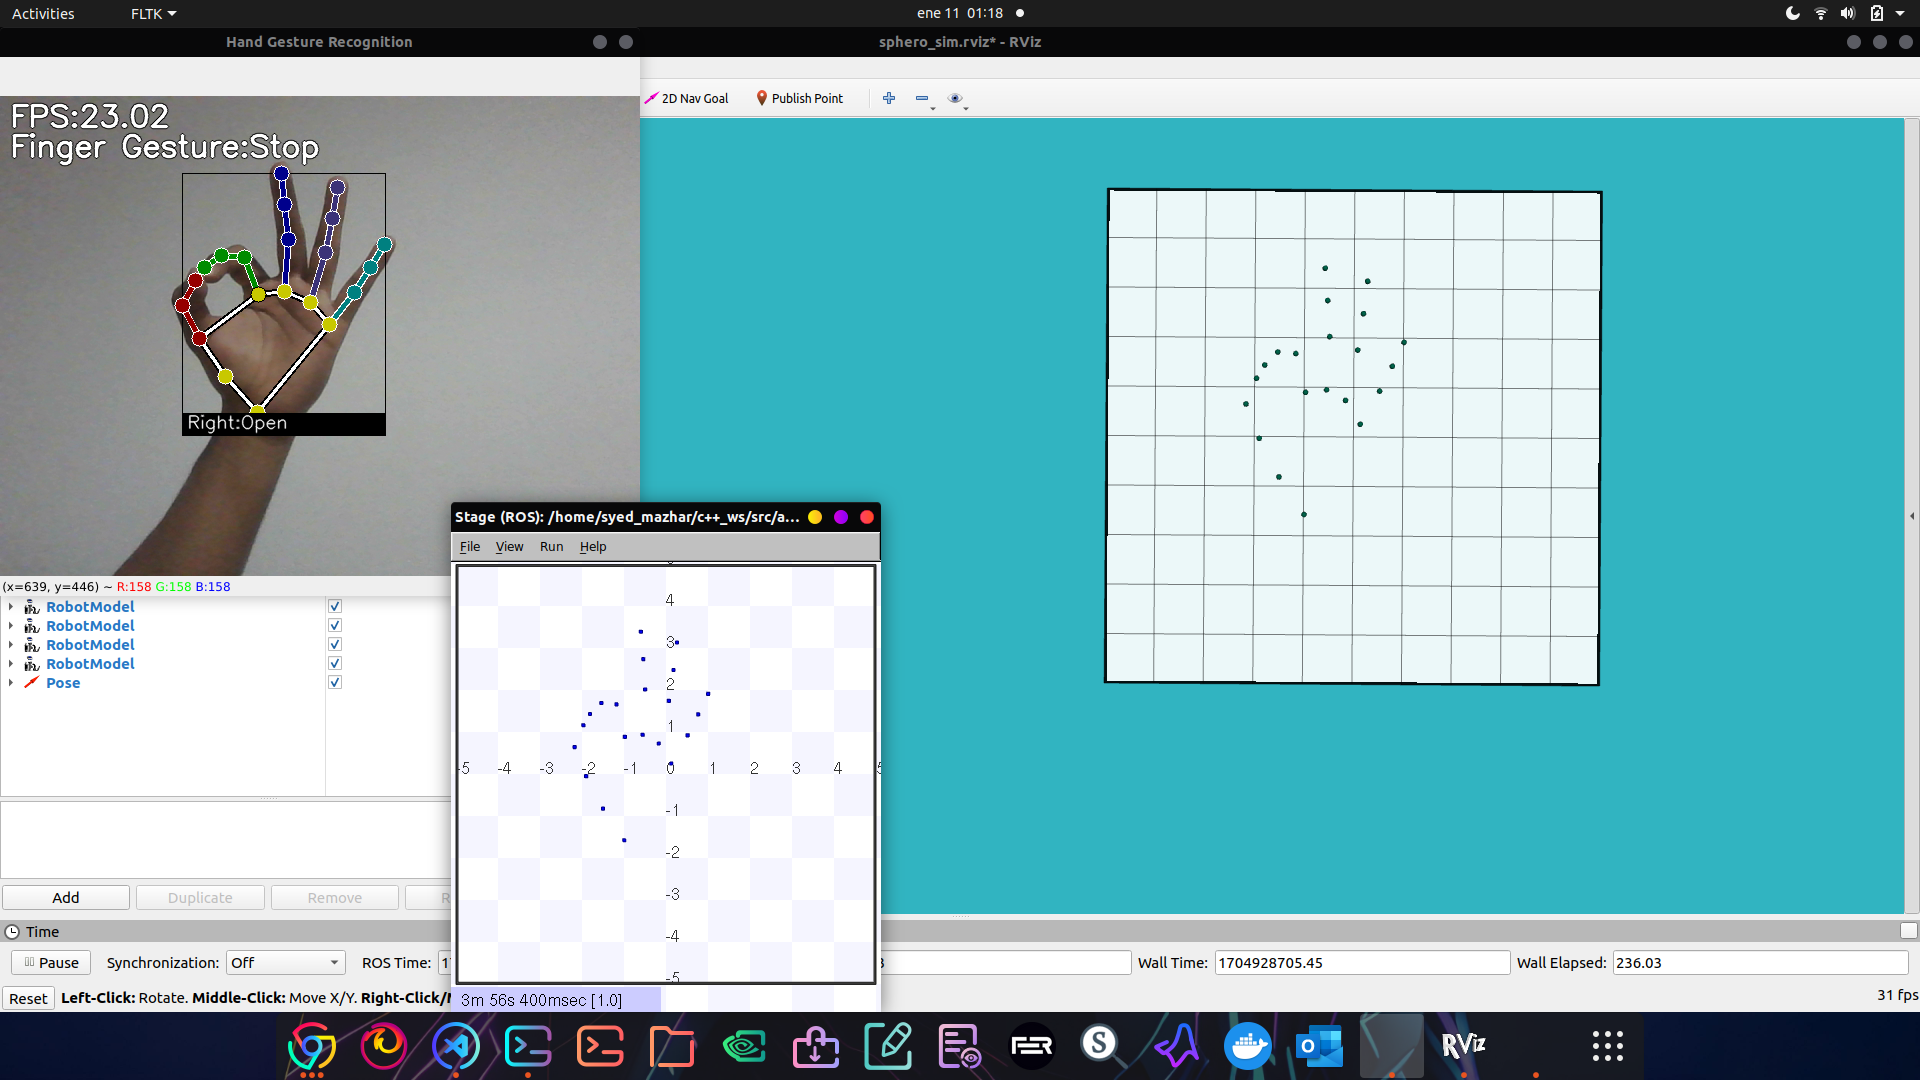 Activities
FLTK
ene 11 01:18
Hand Gesture Recognition
sphero_sim.rviz* - RViz
2D Nav Goal
Publish Point
FPS:23.02
Finger Gesture:Stop
Right:Open
(x=639, y=446) ~ R:158 G:158 B:158
RobotModel
RobotModel
RobotModel
RobotModel
Pose
Stage (ROS): /home/syed_mazhar/c++_ws/src/a...
File View Run Help
4
3
2
1
-5 -4 -3 -2 -1 0 1 2 3 4
-1
-2
-3
-4
-5
3m 56s 400msec [1.0]
Add
Duplicate
Remove
Time
Pause
Synchronization:
Off
ROS Time:
Wall Time:
1704928705.45
Wall Elapsed:
236.03
Reset
Left-Click: Rotate. Middle-Click: Move X/Y.
31 fps
FER
S
RViz